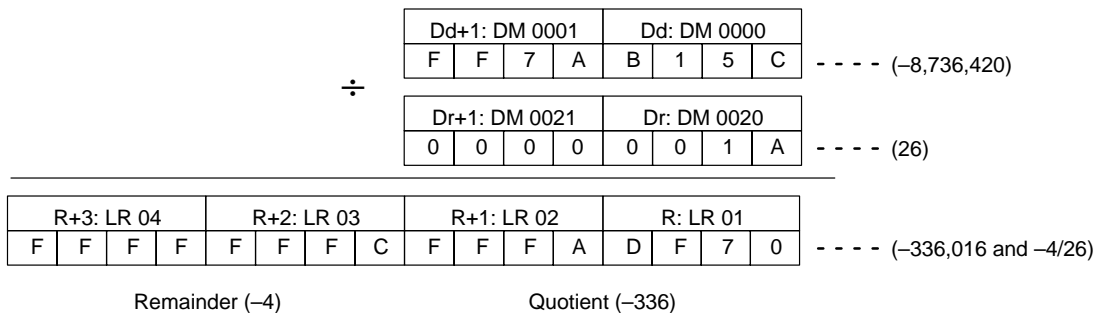 Dd+1: DM 0001 Dd: DM 0000
F F 7 A B 1 5 C - - - - (–8,736,420)
÷
Dr+1: DM 0021 Dr: DM 0020
0 0 0 0 0 0 1 A - - - - (26)
R+3: LR 04 R+2: LR 03 R+1: LR 02 R: LR 01
F F F F F F F C F F F A D F 7 0 - - - - (–336,016 and –4/26)
Remainder (–4) Quotient (–336)